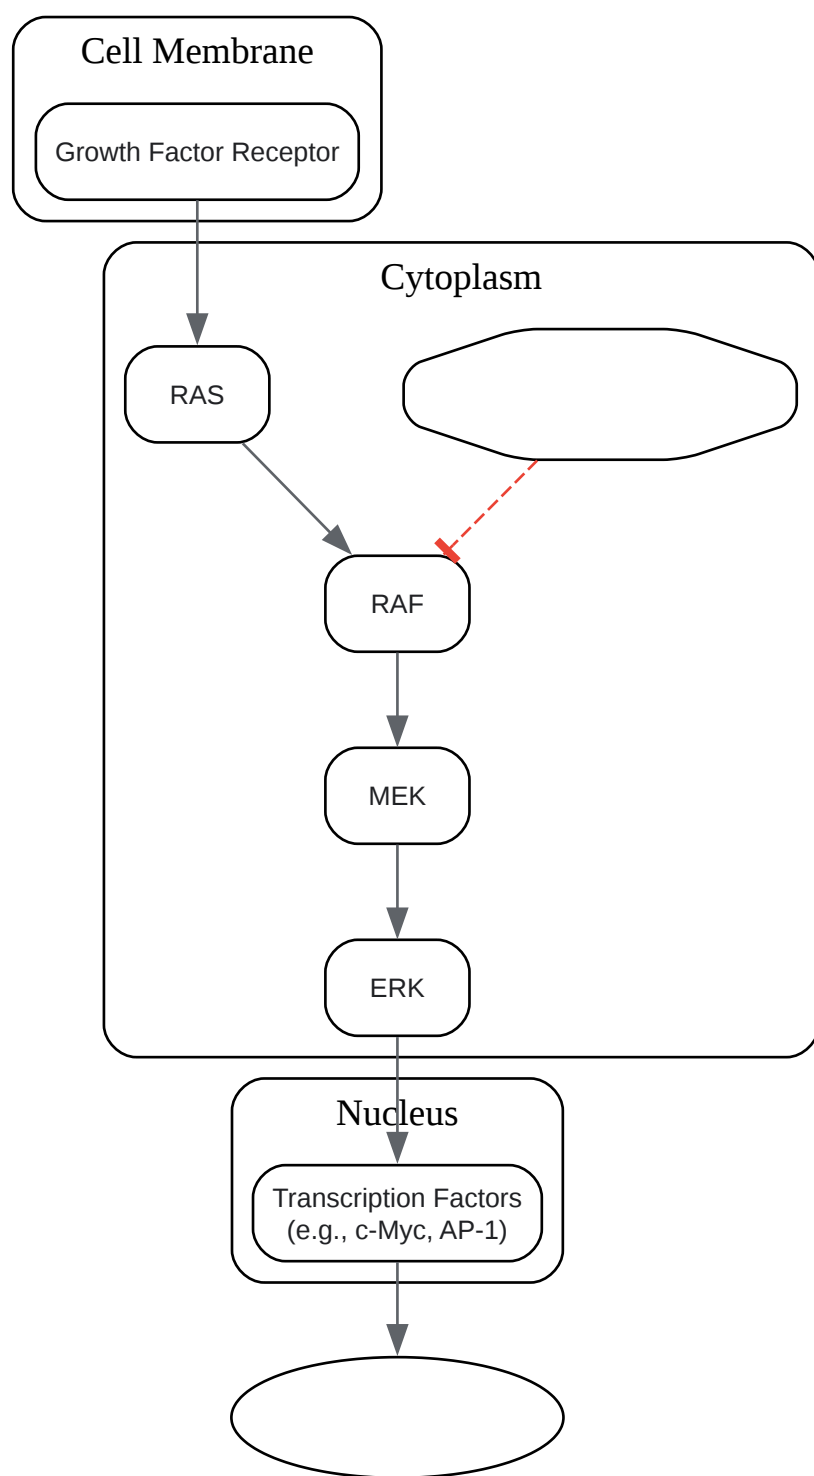 Cell Membrane
Growth Factor Receptor
Cytoplasm
RAS
RAF
MEK
ERK
Nucleus
Transcription Factors
(e.g., c-Myc, AP-1)